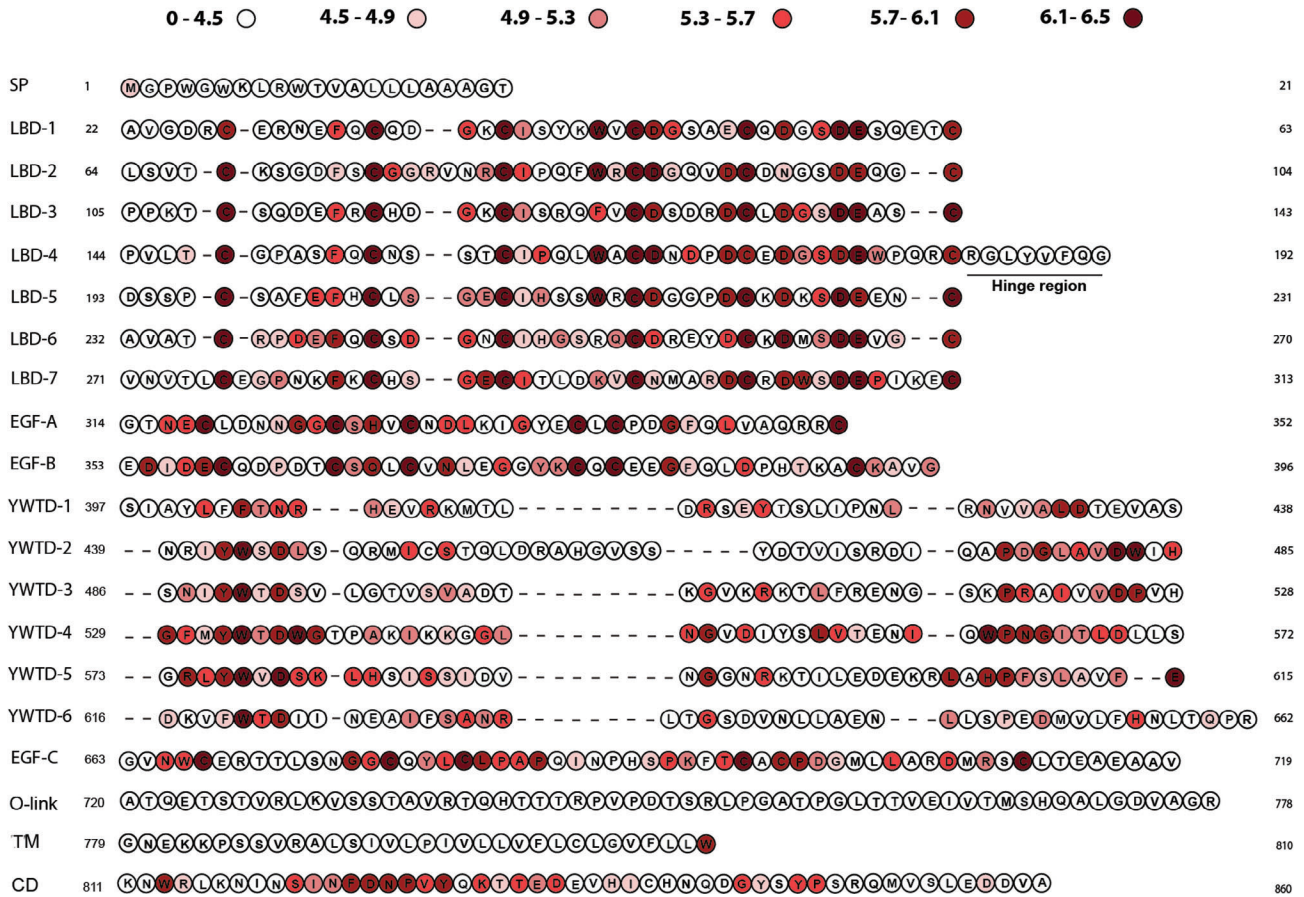 0 - 4.5 4.5 - 4.9 4.9 - 5.3 5.3 - 5.7 5.7 - 6.1 6.1 - 6.5
SP 1 MGPWGWKLRWTVALLLAAAGT 21
LBD-1 22 AVGDRC-ERNEFQCQD--GKCISYKWVCDGSAECQDGSDESQETC 63
LBD-2 64 LSVT-C-KSGDFSCGGRVNRCIPQFWRCDGQVDCDNGSDEQG--C 104
LBD-3 105 PPKT-C-SQDEFRCHD--GKCISRQFVCDSDRDCLDGSDEAS--C 143
LBD-4 144 PVLT-C-GPASFQCNS--STCIPQLWACDNDPDCEDGSDEWPQRCRGLYVFQG 192
Hinge region
LBD-5 193 DSSP-C-SAFEFHCLS--GECIHSSWRCDGGPDCKDKSDEEN--C 231
LBD-6 232 AVAT-C-RPDEFQCSD--GNCIHGSRQCDREYDCKDMSDEVG--C 270
LBD-7 271 VNVTLCEGPNKFKCHS--GECITLDKVCNMARDCRDWSDEPIKEC 313
EGF-A 314 GTNECLDNNGGCSHVCNDLKIGYECLCPDGFQLVAQRRC 352
EGF-B 353 EDIDECQDPDTCSQLCVNLEGGYKCQCEEGFQLDPHTKACKAVG 396
YWTD-1 397 SIAYLFFTNR---HEVRKMTL---------DRSEYTSLIPNL---RNVVALDTEVAS 438
YWTD-2 439 --NRIYWSDLS-QRMICSTQLDRAHGVSS-----YDTVISRDI--QAPDGLAVDWIH 485
YWTD-3 486 --SNIYWTDSV-LGTVSVADT---------KGVKRKTLFRENG--SKPRAIVVDPVH 528
YWTD-4 529 --GFMYWTDWGTPAKIKKGGL---------NGVDIYSLVTENI--QWPNGITLDLLS 572
YWTD-5 573 --GRLYWVDSK-LHSISSIDV---------NGGNRKTILEDEKRLAHPFSLAVF--E 615
YWTD-6 616 --DKVFWTDII-NEAIFSANR--------LTGSDVNLLAEN---LLSPEDMVLFHNLTQPR 662
EGF-C 663 GVNWCERTTLSNGGCQYLCLPAPQINPHSPKFTCACPDGMLLARDMRSCLTEAEAAV 719
O-link 720 ATQETSTVRLKVSSTAVRTQHTTTRPVPDTSRLPGATPGLTTVEIVTMSHQALGDVAGR 778
TM 779 GNEKKPSSVRALSIVLPIVLLVFLCLGVFLLW 810
CD 811 KNWRLKNINSINFDNPVYQKTTEDEVHICHNQDGYSYPSRQMVSLEDDVA 860